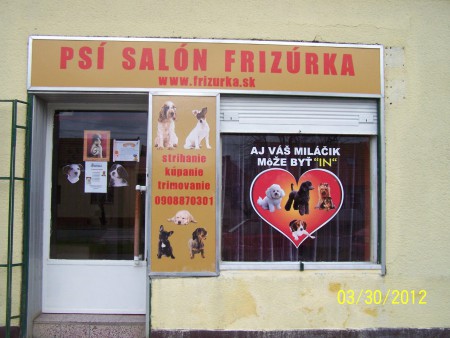 PSÍ SALÓN FRIZÚRKA
www.frizurka.sk
strihanie
kúpanie
trimovanie
0908870301
AJ VÁŠ MILÁČIK
MôŽE BYŤ "IN"
03/30/2012